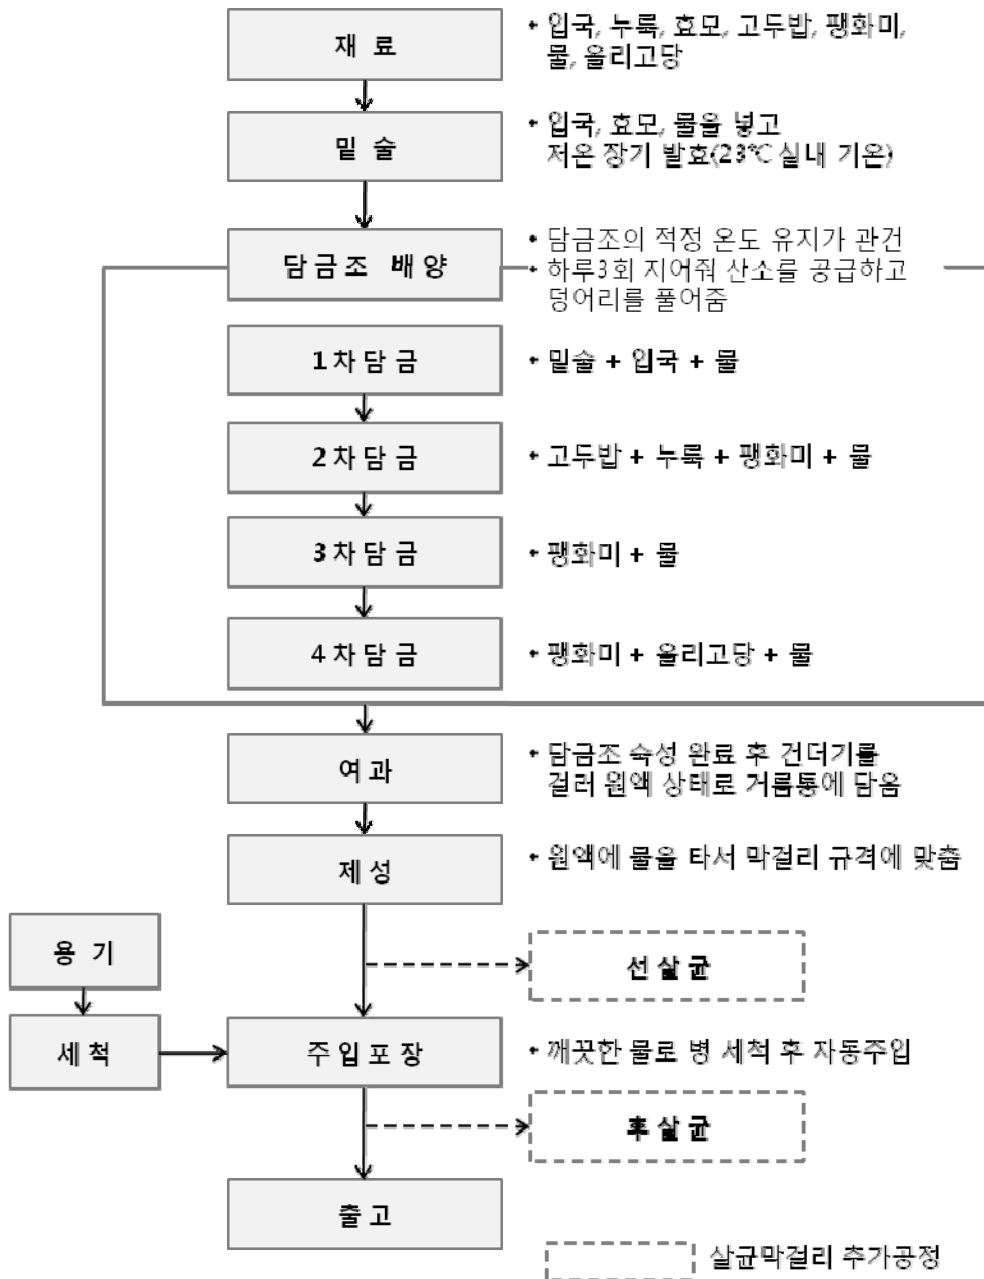 재 료
• 입국, 누룩, 효모, 고두밥, 팽화미,
물, 올리고당
밑 술
• 입국, 효모, 물을 넣고
저온 장기 발효(23℃ 실내 기온)
담금조 배양
• 담금조의 적정 온도 유지가 관건
• 하루3회 지어줘 산소를 공급하고
덩어리를 풀어줌
1차담금
• 밑술 + 입국 + 물
2차담금
• 고두밥 + 누룩 + 팽화미 + 물
3차담금
• 팽화미 + 물
4차담금
• 팽화미 + 올리고당 + 물
여과
• 담금조 숙성 완료 후 건더기를
걸러 원액 상태로 거름통에 담음
제성
• 원액에 물을 타서 막걸리 규격에 맞춤
용 기
선살균
세척
주입포장
• 깨끗한 물로 병 세척 후 자동주입
후살균
출고
살균막걸리 추가공정